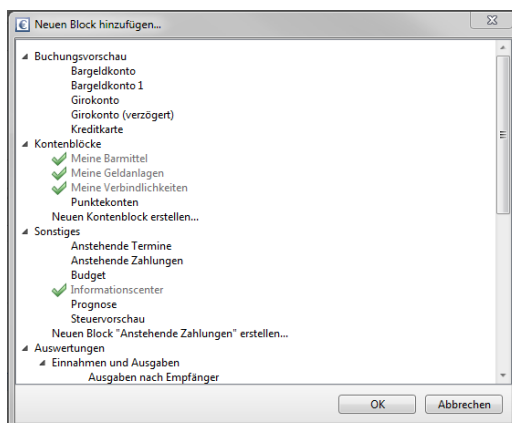 € Neuen Block hinzufügen...
Buchungsvorschau
Bargeldkonto
Bargeldkonto 1
Girokonto
Girokonto (verzögert)
Kreditkarte
Kontenblöcke
Meine Barmittel
Meine Geldanlagen
Meine Verbindlichkeiten
Punktekonten
Neuen Kontenblock erstellen...
Sonstiges
Anstehende Termine
Anstehende Zahlungen
Budget
Informationscenter
Prognose
Steuervorschau
Neuen Block "Anstehende Zahlungen" erstellen...
Auswertungen
Einnahmen und Ausgaben
Ausgaben nach Empfänger
OK Abbrechen